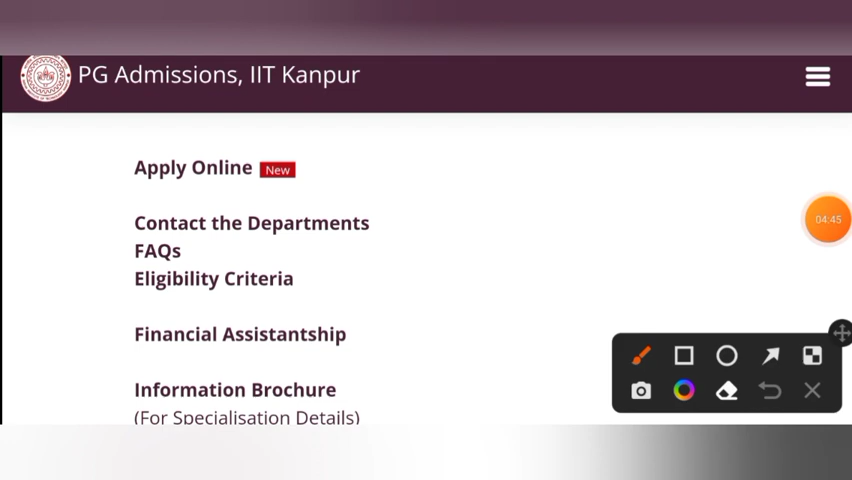 PG Admissions, IIT Kanpur
Apply Online New
04:45
Contact the Departments
FAQs
Eligibility Criteria
Financial Assistantship
Information Brochure
(For Specialisation Details)